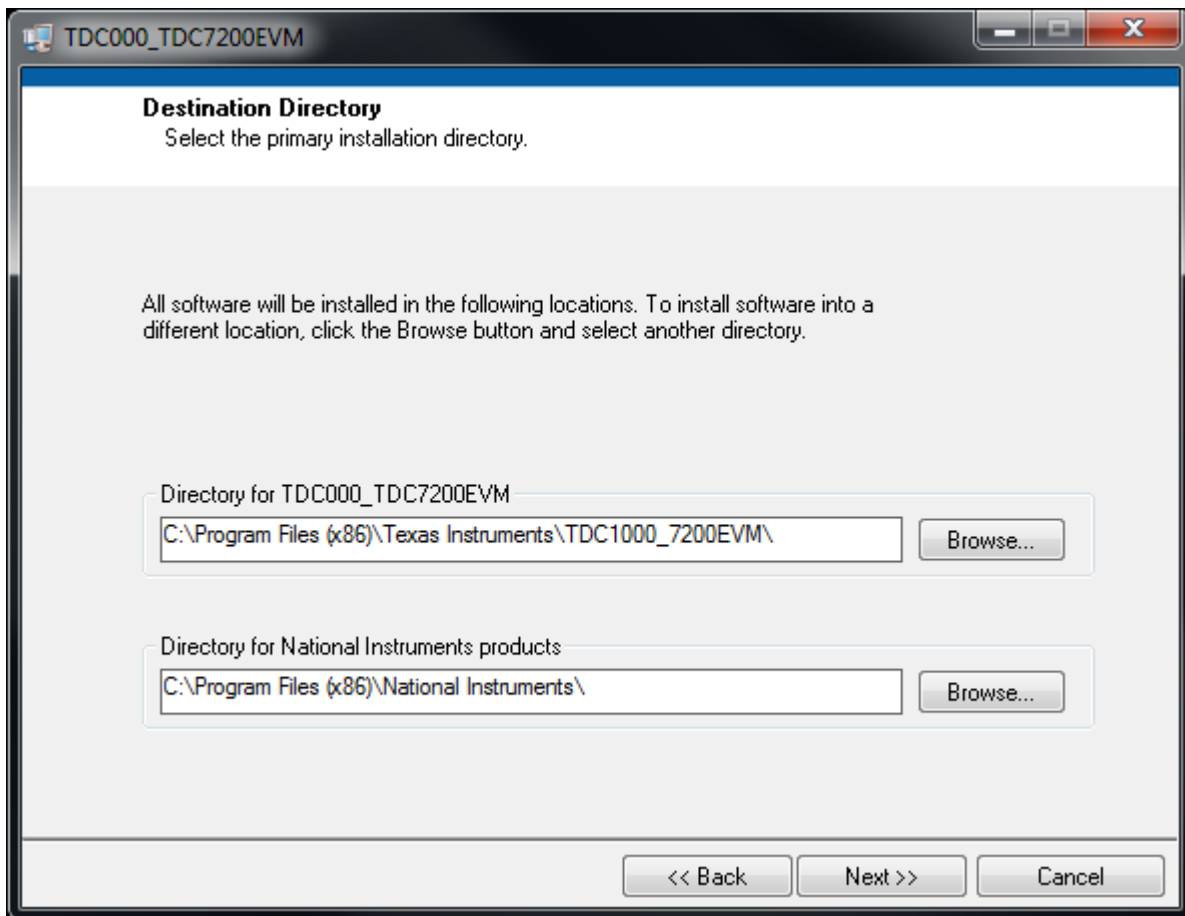 TDC000_TDC7200EVM
Destination Directory
Select the primary installation directory.
All software will be installed in the following locations. To install software into a
different location, click the Browse button and select another directory.
Directory for TDC000_TDC7200EVM
C:\Program Files (x86)\Texas Instruments\TDC1000_7200EVM\
Browse...
Directory for National Instruments products
C:\Program Files (x86)\National Instruments\
Browse...
<< Back
Next >>
Cancel